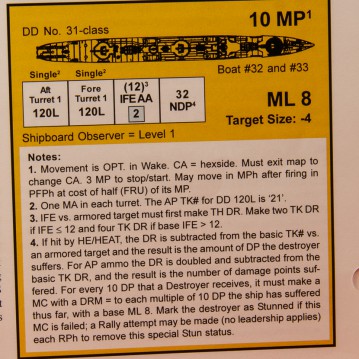 10 MP¹
DD No. 31-class
Boat #32 and #33
Single³ Single³
Aft Turret 1 120L
Fore Turret 1 120L
(12)³ IFE AA 2
32 NDP⁴
ML 8
Target Size: -4
Shipboard Observer = Level 1
Notes:
1. Movement is OPT. in Wake. CA = hexside. Must exit map to
change CA. 3 MP to stop/start. May move in MPh after firing in
PFPh at cost of half (FRU) of its MP.
2. One MA in each turret. The AP TK# for DD 120L is '21'.
3. IFE vs. armored target must first make TH DR. Make two TK DR
if IFE ≤ 12 and four TK DR if base IFE > 12.
4. If hit by HE/HEAT, the DR is subtracted from the basic TK# vs.
an armored target and the result is the amount of DP the destroyer
suffers. For AP ammo the DR is doubled and subtracted from the
basic TK DR, and the result is the number of damage points suf-
fered. For every 10 DP that a Destroyer receives, it must make a
MC with a DRM = to each multiple of 10 DP the ship has suffered
thus far, with a base ML 8. Mark the destroyer as Stunned if this
MC is failed; a Rally attempt may be made (no leadership applies)
each RPh to remove this special Stun status.